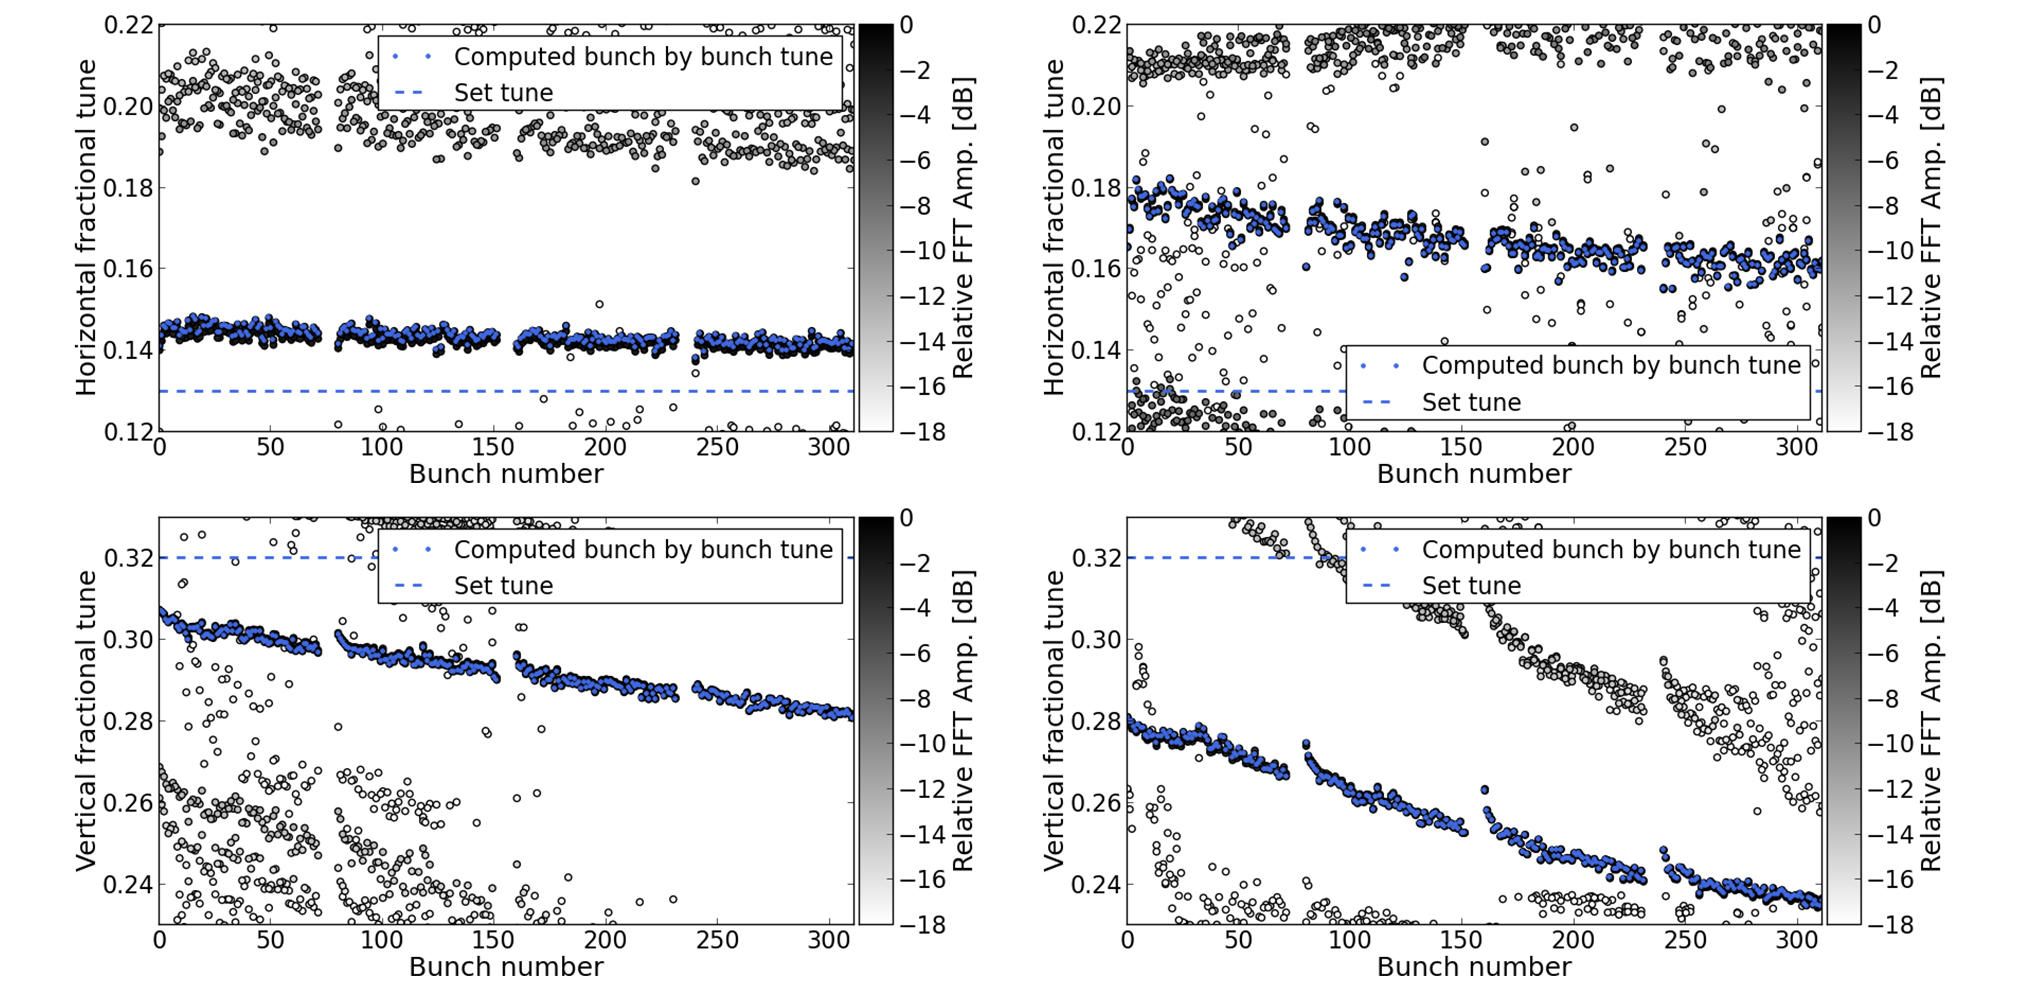 0.22
0.20
0.18
0.16
0.14
0.12
Horizontal fractional tune
Computed bunch by bunch tune
Set tune
0 50 100 150 200 250 300
Bunch number
0
−2
−4
−6
−8
−10
−12
−14
−16
−18
Relative FFT Amp. [dB]
0.22
0.20
0.18
0.16
0.14
0.12
Horizontal fractional tune
Computed bunch by bunch tune
Set tune
0 50 100 150 200 250 300
Bunch number
0
−2
−4
−6
−8
−10
−12
−14
−16
−18
Relative FFT Amp. [dB]
0.32
0.30
0.28
0.26
0.24
Vertical fractional tune
Computed bunch by bunch tune
Set tune
0 50 100 150 200 250 300
Bunch number
0
−2
−4
−6
−8
−10
−12
−14
−16
−18
Relative FFT Amp. [dB]
0.32
0.30
0.28
0.26
0.24
Vertical fractional tune
Computed bunch by bunch tune
Set tune
0 50 100 150 200 250 300
Bunch number
0
−2
−4
−6
−8
−10
−12
−14
−16
−18
Relative FFT Amp. [dB]